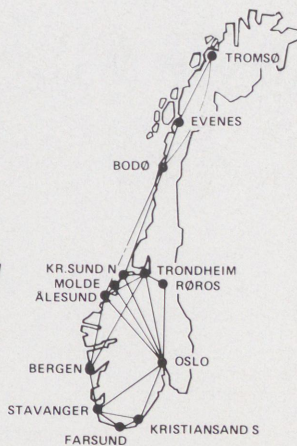 TROMSØ
EVENES
BODØ
KR.SUND N
TRONDHEIM
MOLDE
RØROS
ÅLESUND
OSLO
BERGEN
STAVANGER
KRISTIANSAND S
FARSUND